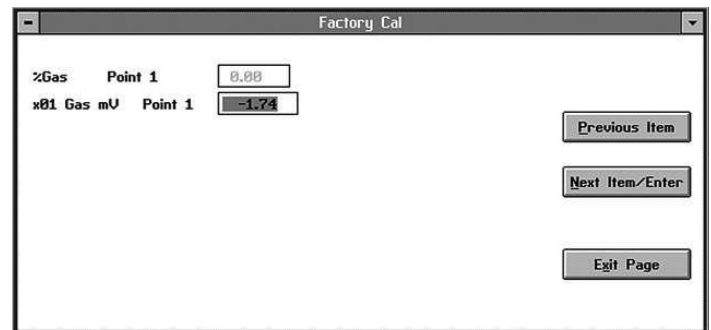 Factory Cal
%Gas Point 1 0.00
x01 Gas mV Point 1 -1.74
Previous Item
Next Item/Enter
Exit Page